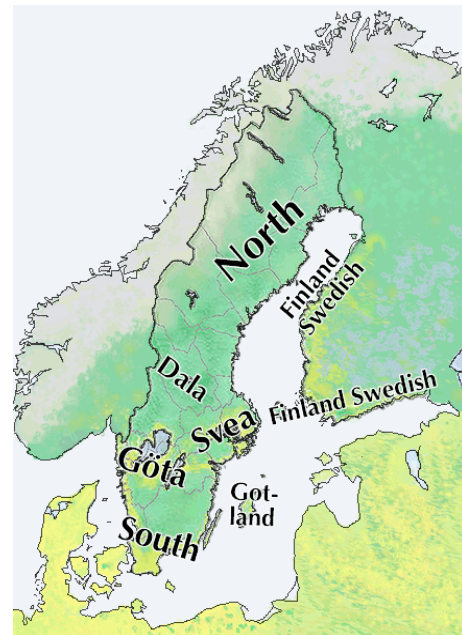 North
Finland
Swedish
Dala
Finland Swedish
Svea
Göta
Got-
land
South